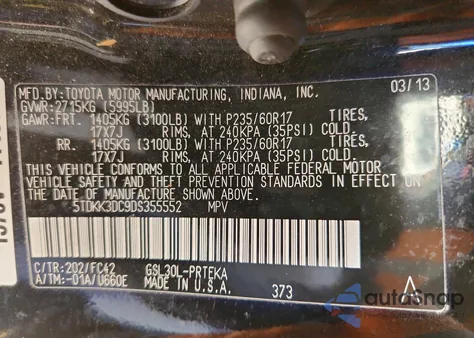 MFD.BY:TOYOTA MOTOR MANUFACTURING, INDIANA, INC.
03/13
GVWR:2715KG (5995LB)
GAWR:FRT. 1405KG (3100LB) WITH P235/60R17 TIRES,
17X7J RIMS, AT 240KPA (35PSI) COLD.
RR. 1405KG (3100LB) WITH P235/60R17 TIRES,
17X7J RIMS, AT 240KPA (35PSI) COLD.
THIS VEHICLE CONFORMS TO ALL APPLICABLE FEDERAL MOTOR
VEHICLE SAFETY AND THEFT PREVENTION STANDARDS IN EFFECT ON
THE DATE OF MANUFACTURE SHOWN ABOVE.
5TDKK3DC9DS355552 MPV
C/TR:202/FC42 GSL30L-PRTEKA
A/TM:-01A/U660E MADE IN U.S.A. 373
autoSnap